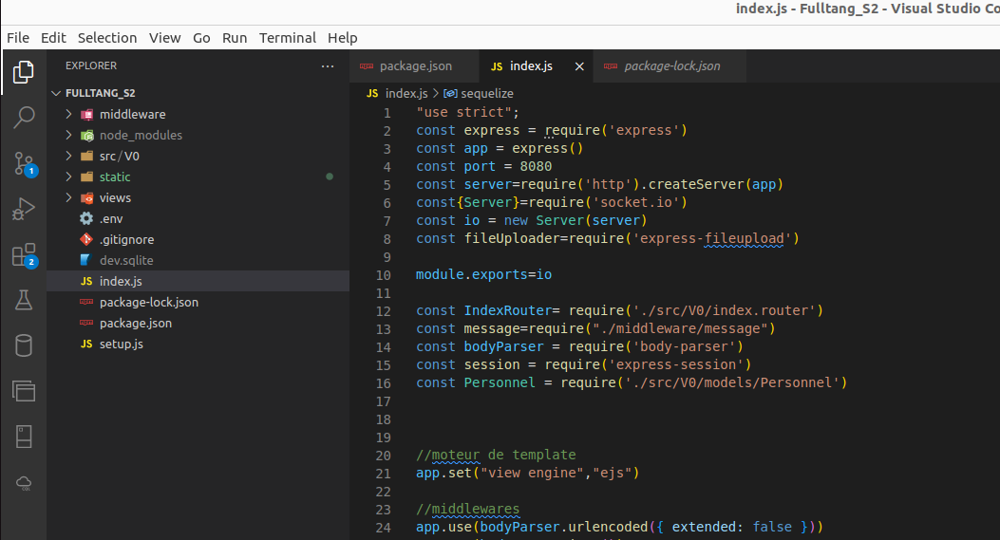 index.js - Fulltang_S2 - Visual Studio Co
File Edit Selection View Go Run Terminal Help
EXPLORER ...
package.json JS index.js × package-lock.json
FULLTANG_S2
JS index.js > sequelize
middleware
node_modules
src/V0
static
views
.env
.gitignore
dev.sqlite
JS index.js
package-lock.json
package.json
JS setup.js
1
2
1 "use strict";
2 const express = require('express')
3 const app = express()
4 const port = 8080
5 const server=require('http').createServer(app)
6 const{Server}=require('socket.io')
7 const io = new Server(server)
8 const fileUploader=require('express-fileupload')
9
10 module.exports=io
11
12 const IndexRouter= require('./src/V0/index.router')
13 const message=require("./middleware/message")
14 const bodyParser = require('body-parser')
15 const session = require('express-session')
16 const Personnel = require('./src/V0/models/Personnel')
17
18
19
20 //moteur de template
21 app.set("view engine","ejs")
22
23 //middlewares
24 app.use(bodyParser.urlencoded({ extended: false }))